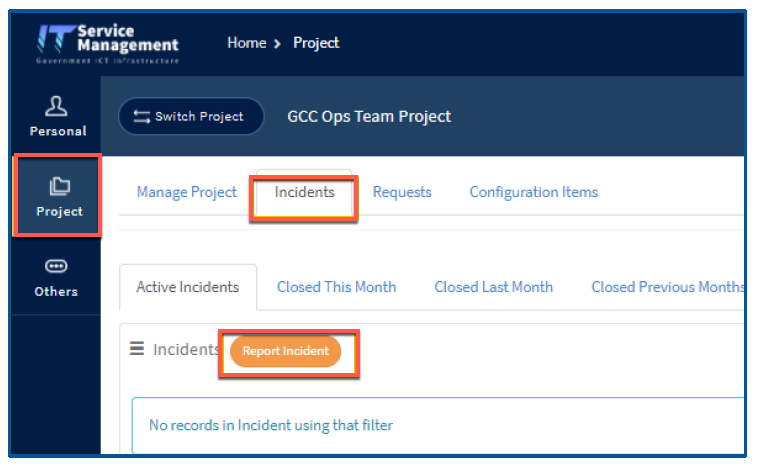 IT Service
Management
Government ICT Infrastructure
Home > Project
Personal
Switch Project
GCC Ops Team Project
Project
Manage Project
Incidents
Requests
Configuration Items
Others
Active Incidents
Closed This Month
Closed Last Month
Closed Previous Months
Incidents
Report Incident
No records in Incident using that filter